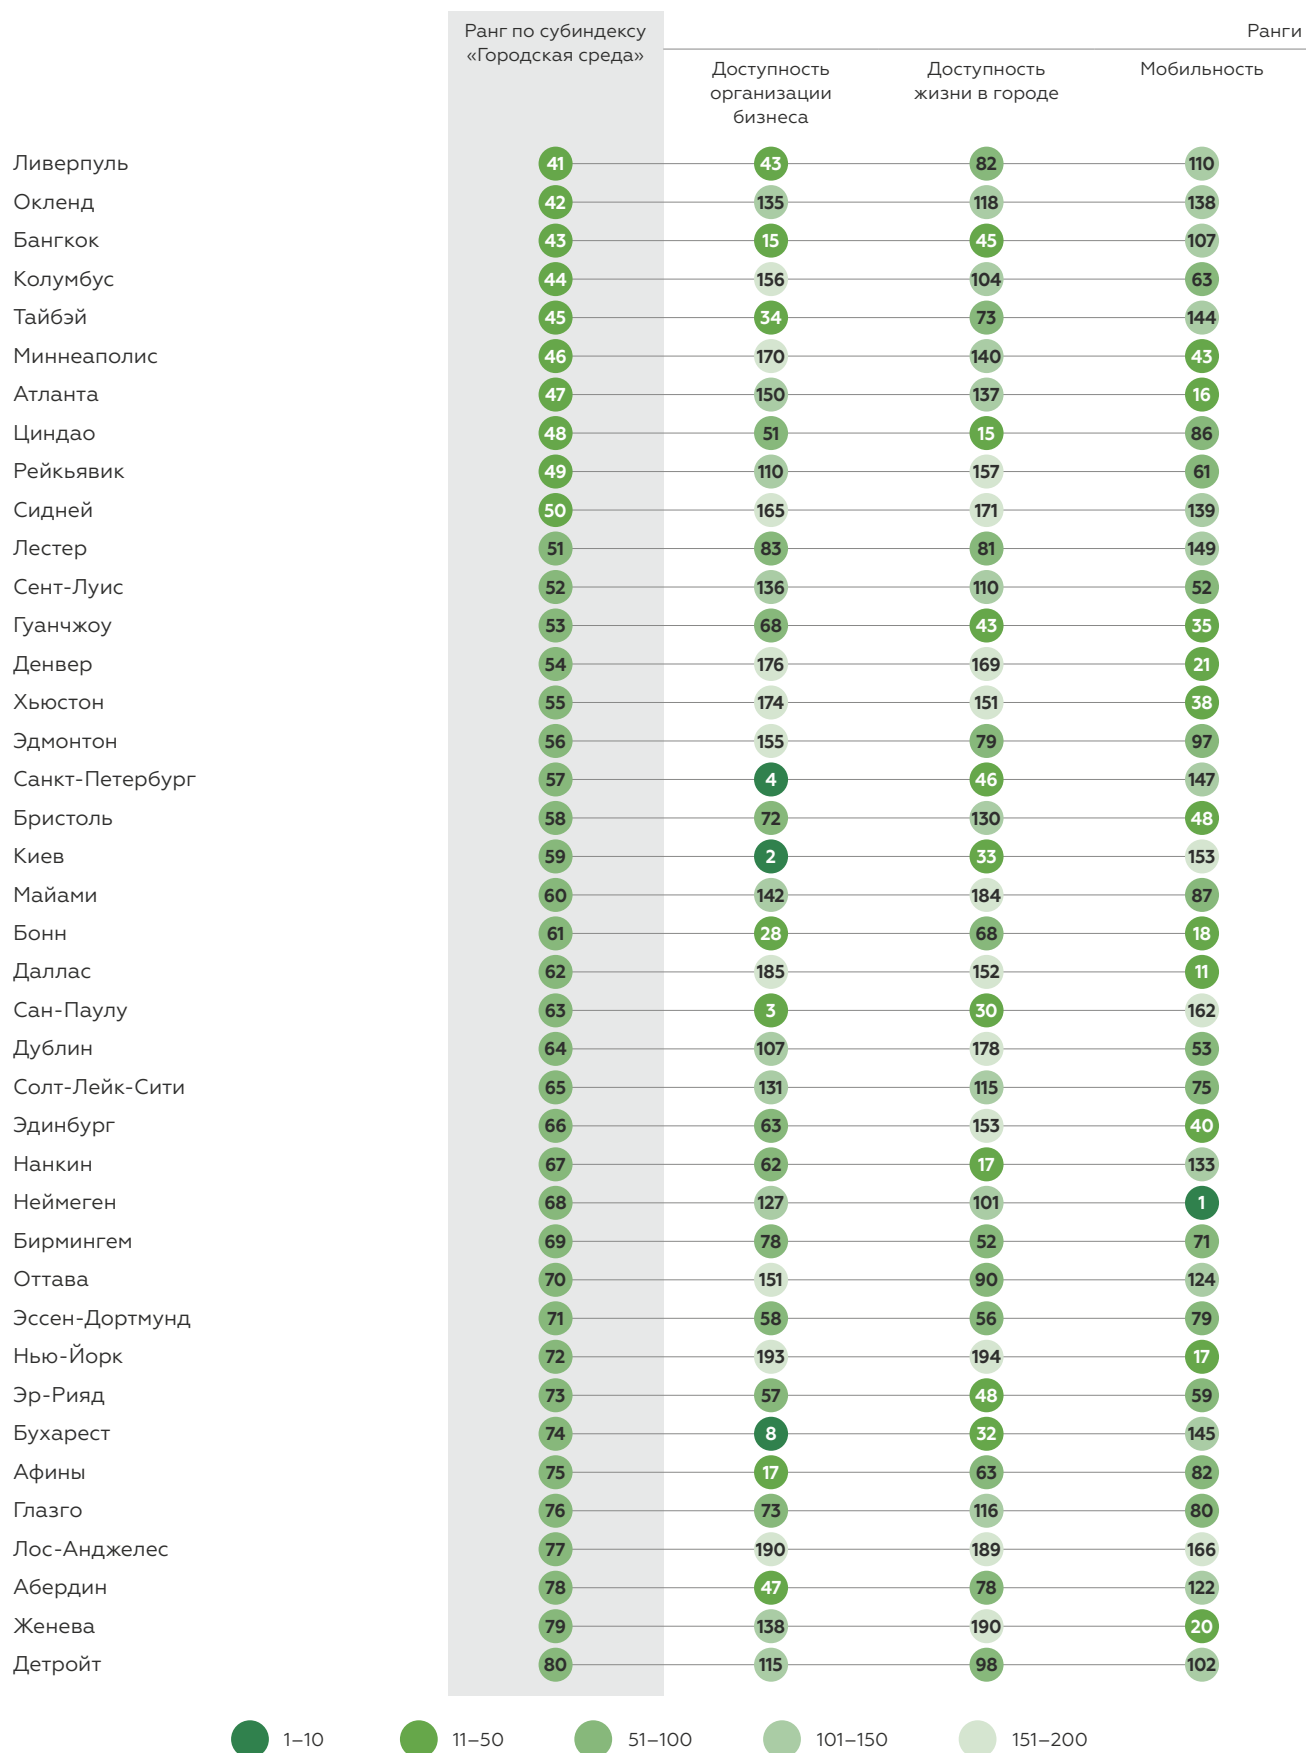 Ранг по субиндексу
«Городская среда»
Ранги
Доступность
организации
бизнеса
Доступность
жизни в городе
Мобильность
Ливерпуль 41 43 82 110
Окленд 42 135 118 138
Бангкок 43 15 45 107
Колумбус 44 156 104 63
Тайбэй 45 34 73 144
Миннеаполис 46 170 140 43
Атланта 47 150 137 16
Циндао 48 51 15 86
Рейкьявик 49 110 157 61
Сидней 50 165 171 139
Лестер 51 83 81 149
Сент-Луис 52 136 110 52
Гуанчжоу 53 68 43 35
Денвер 54 176 169 21
Хьюстон 55 174 151 38
Эдмонтон 56 155 79 97
Санкт-Петербург 57 4 46 147
Бристоль 58 72 130 48
Киев 59 2 33 153
Майами 60 142 184 87
Бонн 61 28 68 18
Даллас 62 185 152 11
Сан-Паулу 63 3 30 162
Дублин 64 107 178 53
Солт-Лейк-Сити 65 131 115 75
Эдинбург 66 63 153 40
Нанкин 67 62 17 133
Неймеген 68 127 101 1
Бирмингем 69 78 52 71
Оттава 70 151 90 124
Эссен-Дортмунд 71 58 56 79
Нью-Йорк 72 193 194 17
Эр-Рияд 73 57 48 59
Бухарест 74 8 32 145
Афины 75 17 63 82
Глазго 76 73 116 80
Лос-Анджелес 77 190 189 166
Абердин 78 47 78 122
Женева 79 138 190 20
Детройт 80 115 98 102
1–10 11–50 51–100 101–150 151–200